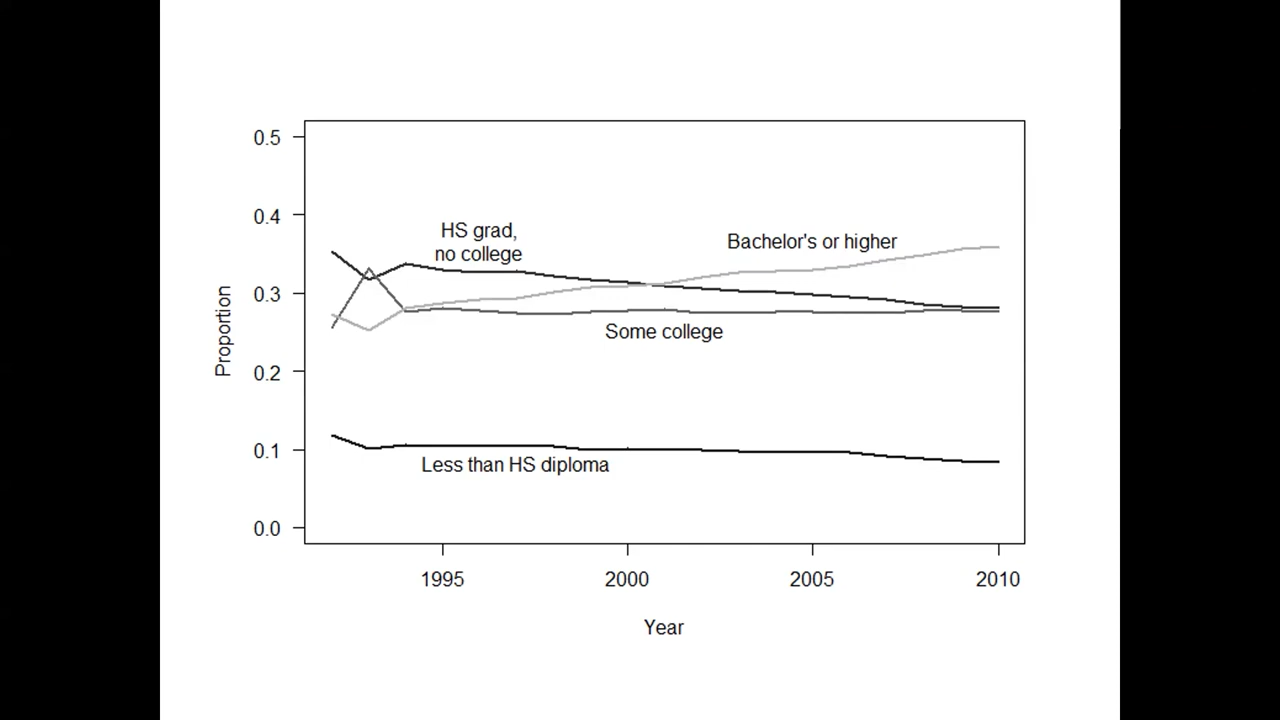 0.5
0.4
0.3
0.2
0.1
0.0
Proportion
HS grad,
no college
Bachelor's or higher
Some college
Less than HS diploma
1995 2000 2005 2010
Year